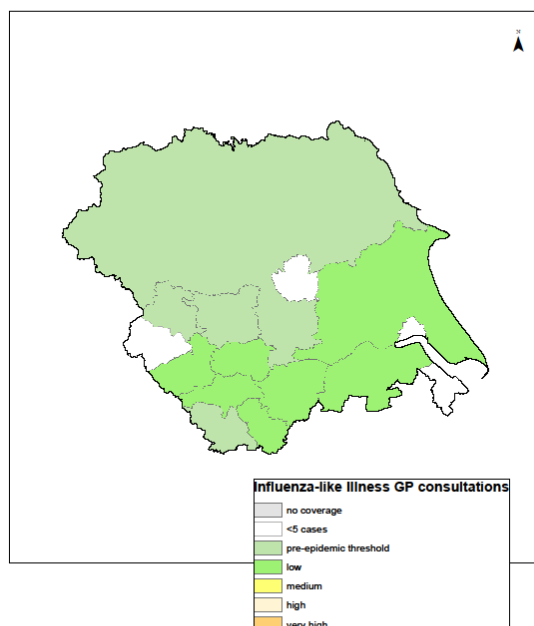 N
Influenza-like Illness GP consultations
no coverage
<5 cases
pre-epidemic threshold
low
medium
high
very high